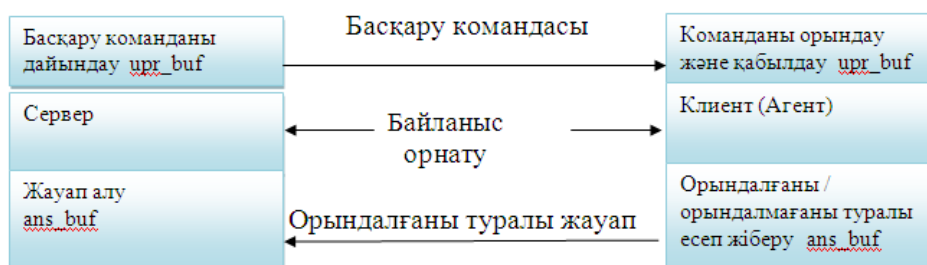 Басқару команданы
дайындау upr_buf
Басқару командасы
Команданы орындау
және қабылдау upr_buf
Сервер
Байланыс
орнату
Клиент (Агент)
Жауап алу
ans_buf
Орындалғаны туралы жауап
Орындалғаны /
орындалмағаны туралы
есеп жіберу ans_buf